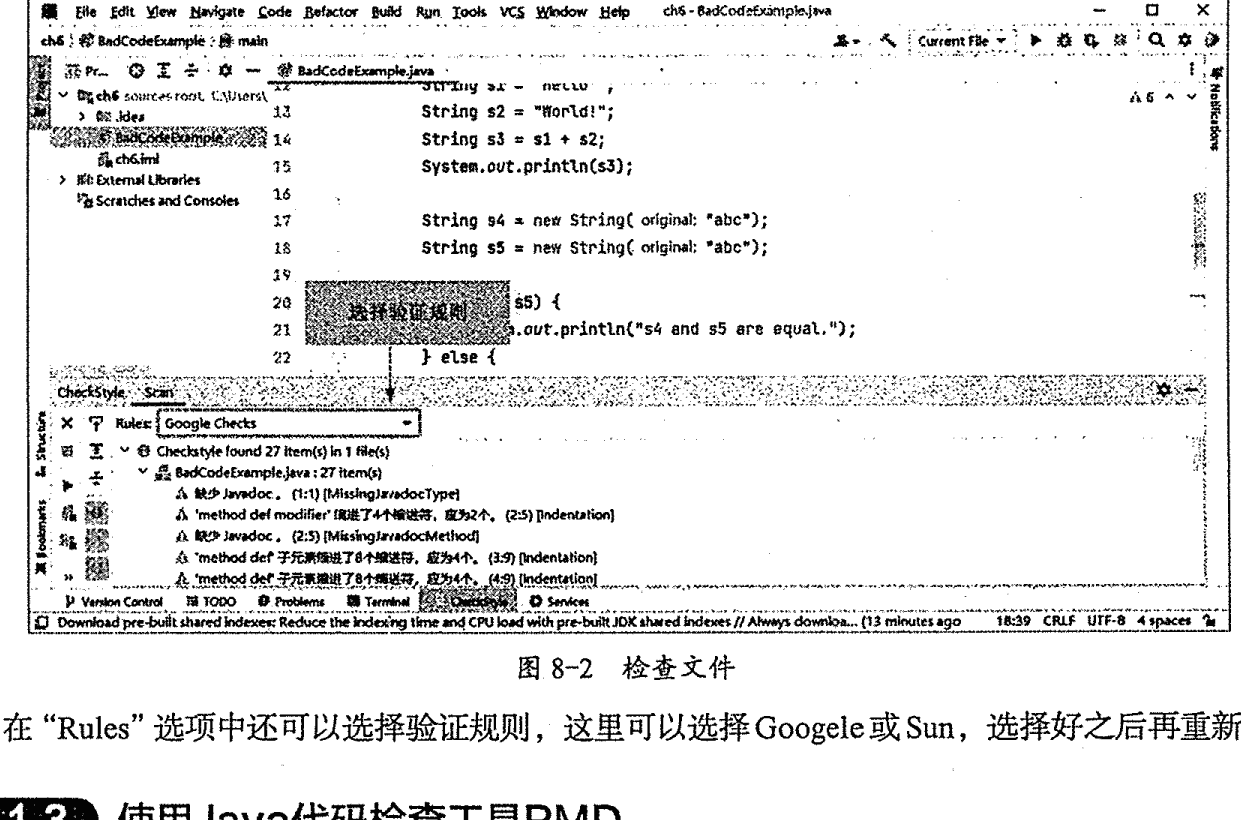 File Edit View Navigate Code Refactor Build Run Tools VCS Window Help ch6 - BadCodeExample.java
ch6 BadCodeExample main Current File
Pr... BadCodeExample.java
ch6 sources root, C:\Users\
.idea
BadCodeExample
ch6.iml
External Libraries
Scratches and Consoles
Notifications
6
12 String s1 = "Hello ";
13 String s2 = "World!";
14 String s3 = s1 + s2;
15 System.out.println(s3);
16
17 String s4 = new String( original: "abc");
18 String s5 = new String( original: "abc");
19
20 s5) {
21 .out.println("s4 and s5 are equal.");
22 } else {
选择验证规则
CheckStyle Scan
Rules: Google Checks
Checkstyle found 27 item(s) in 1 file(s)
BadCodeExample.java : 27 item(s)
缺少 Javadoc 。 (1:1) [MissingJavadocType]
'method def modifier' 缩进了4个缩进符，应为2个。 (2:5) [Indentation]
缺少 Javadoc 。 (2:5) [MissingJavadocMethod]
'method def' 子元素缩进了8个缩进符，应为4个。 (3:9) [Indentation]
'method def' 子元素缩进了8个缩进符，应为4个。 (4:9) [Indentation]
Structure
Bookmarks
Version Control TODO Problems Terminal CheckStyle Services
Download pre-built shared indexes: Reduce the indexing time and CPU load with pre-built JDK shared indexes // Always downloa... (13 minutes ago 18:39 CRLF UTF-8 4 spaces
图 8-2 检查文件
在“Rules”选项中还可以选择验证规则，这里可以选择Googele或Sun，选择好之后再重新
1.3 使用Java代码检查工具PMD